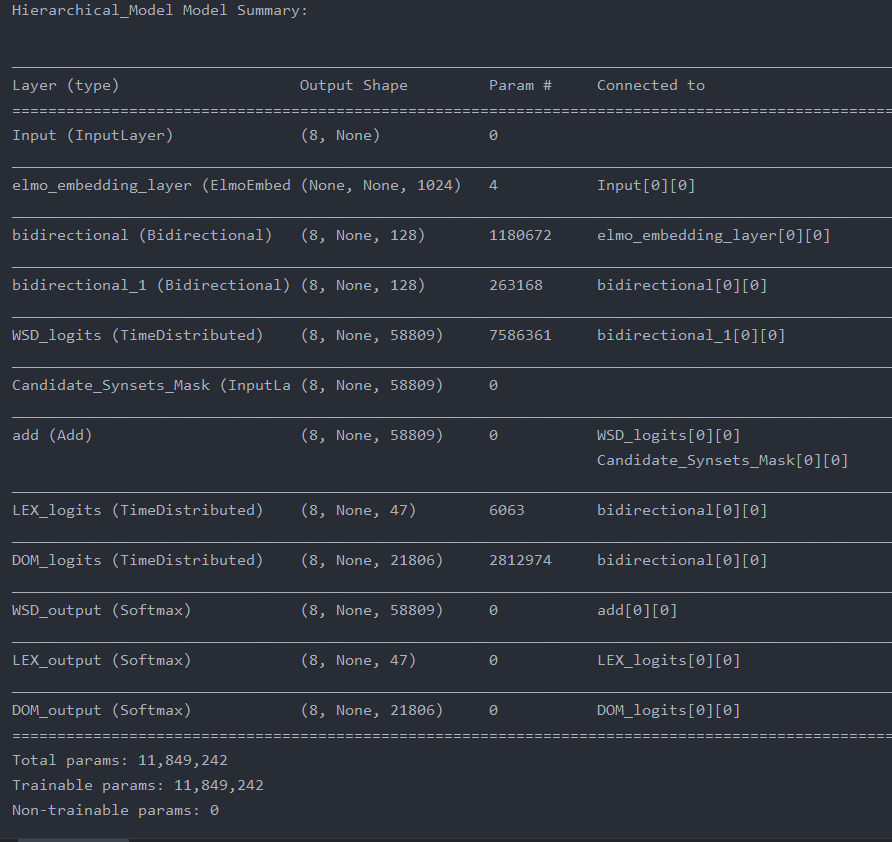 Hierarchical_Model Model Summary:
Layer (type) Output Shape Param # Connected to
Input (InputLayer) (8, None) 0
elmo_embedding_layer (ElmoEmbed (None, None, 1024) 4 Input[0][0]
bidirectional (Bidirectional) (8, None, 128) 1180672 elmo_embedding_layer[0][0]
bidirectional_1 (Bidirectional) (8, None, 128) 263168 bidirectional[0][0]
WSD_logits (TimeDistributed) (8, None, 58809) 7586361 bidirectional_1[0][0]
Candidate_Synsets_Mask (InputLa (8, None, 58809) 0
add (Add) (8, None, 58809) 0 WSD_logits[0][0]
Candidate_Synsets_Mask[0][0]
LEX_logits (TimeDistributed) (8, None, 47) 6063 bidirectional[0][0]
DOM_logits (TimeDistributed) (8, None, 21806) 2812974 bidirectional[0][0]
WSD_output (Softmax) (8, None, 58809) 0 add[0][0]
LEX_output (Softmax) (8, None, 47) 0 LEX_logits[0][0]
DOM_output (Softmax) (8, None, 21806) 0 DOM_logits[0][0]
Total params: 11,849,242
Trainable params: 11,849,242
Non-trainable params: 0